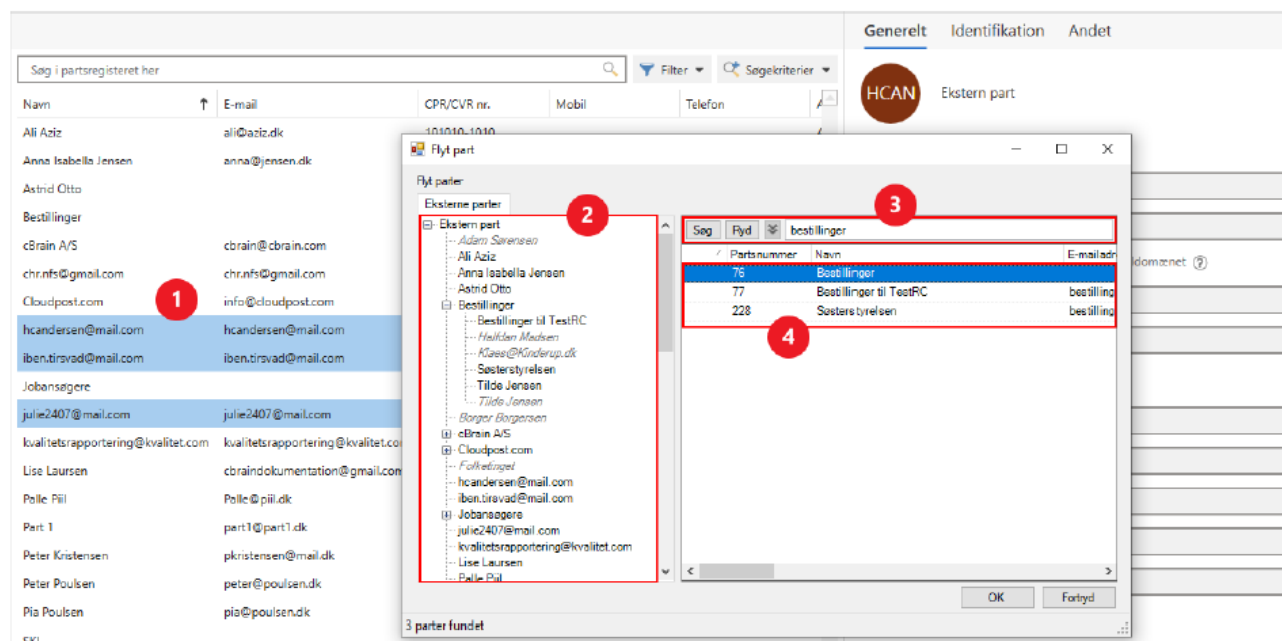 Generelt Identifikation Andet
Søg i partsregisteret her Filter Søgekriterier
HCAN Ekstern part
Navn E-mail CPR/CVR nr. Mobil Telefon
Ali Aziz ali@aziz.dk 101010-1010
Anna Isabella Jensen anna@jensen.dk
Astrid Otto
Bestillinger
cBrain A/S cbrain@cbrain.com
chr.nfs@gmail.com chr.nfs@gmail.com
Cloudpost.com info@cloudpost.com
1
hcandersen@mail.com hcandersen@mail.com
iben.tirsvad@mail.com iben.tirsvad@mail.com
Jobansøgere
julie2407@mail.com julie2407@mail.com
kvalitetsrapportering@kvalitet.com kvalitetsrapportering@kvalitet.co
Lise Laursen cbraindokumentation@gmail.com
Palle Piil Palle@piil.dk
Part 1 part1@part1.dk
Peter Kristensen pkristensen@mail.dk
Peter Poulsen peter@poulsen.dk
Pia Poulsen pia@poulsen.dk
Flyt part
Flyt parter
Eksterne parter
2
Ekstern part
Adam Sørensen
Ali Aziz
Anna Isabella Jensen
Astrid Otto
Bestillinger
Bestillinger til TestRC
Halfdan Madsen
Klaes@Kinderup.dk
Søsterstyrelsen
Tilde Jensen
Tilde Jensen
Borger Borgersen
cBrain A/S
Cloudpost.com
Folketinget
hcandersen@mail.com
iben.tirsvad@mail.com
Jobansøgere
julie2407@mail.com
kvalitetsrapportering@kvalitet.com
Lise Laursen
Palle Piil
3
Søg Ryd bestillinger
Partsnummer Navn E-mailadr
76 Bestillinger
77 Bestillinger til TestRC bestilling
228 Søsterstyrelsen bestilling
4
OK Fortryd
3 parter fundet
ldomænet